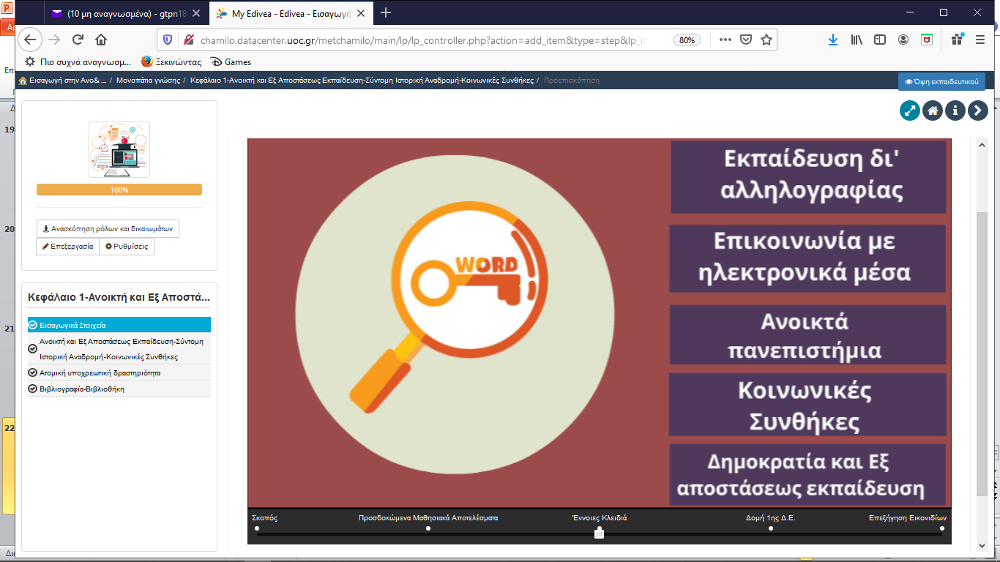 (10 μη αναγνωσμένα) - gtpn18
My Edivea - Edivea - Εισαγωγή
chamilo.datacenter.uoc.gr/metchamilo/main/lp/lp_controller.php?action=add_item&type=step&lp_i
80%
Πιο συχνά αναγνωσμ...
Ξεκινώντας
Games
Εισαγωγή στην Ανο& ... / Μονοπάτια γνώσης / Κεφάλαιο 1-Ανοικτή και Εξ Αποστάσεως Εκπαίδευση-Σύντομη Ιστορική Αναδρομή-Κοινωνικές Συνθήκες / Προεπισκόπηση
Όψη εκπαιδευτικού
100%
Ανασκόπηση ρόλων και δικαιωμάτων
Επεξεργασία
Ρυθμίσεις
Κεφάλαιο 1-Ανοικτή και Εξ Αποστά...
Εισαγωγικά Στοιχεία
Ανοικτή και Εξ Αποστάσεως Εκπαίδευση-Σύντομη
Ιστορική Αναδρομή-Κοινωνικές Συνθήκες
Ατομική υποχρεωτική δραστηριότητα
Βιβλιογραφία-Βιβλιοθήκη
19
20
21
22
WORD
Εκπαίδευση δι'
αλληλογραφίας
Επικοινωνία με
ηλεκτρονικά μέσα
Ανοικτά
πανεπιστήμια
Κοινωνικές
Συνθήκες
Δημοκρατία και Εξ
αποστάσεως εκπαίδευση
Σκοπός
Προσδοκώμενα Μαθησιακά Αποτελέσματα
Έννοιες Κλειδιά
Δομή 1ης Δ.Ε.
Επεξήγηση Εικονιδίων